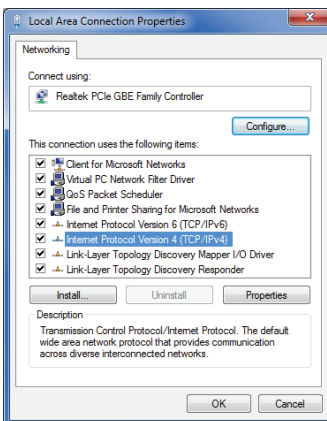 Local Area Connection Properties
Networking
Connect using:
Realtek PCIe GBE Family Controller
Configure...
This connection uses the following items:
Client for Microsoft Networks
Virtual PC Network Filter Driver
QoS Packet Scheduler
File and Printer Sharing for Microsoft Networks
Internet Protocol Version 6 (TCP/IPv6)
Internet Protocol Version 4 (TCP/IPv4)
Link-Layer Topology Discovery Mapper I/O Driver
Link-Layer Topology Discovery Responder
Install... Uninstall Properties
Description
Transmission Control Protocol/Internet Protocol. The default
wide area network protocol that provides communication
across diverse interconnected networks.
OK Cancel